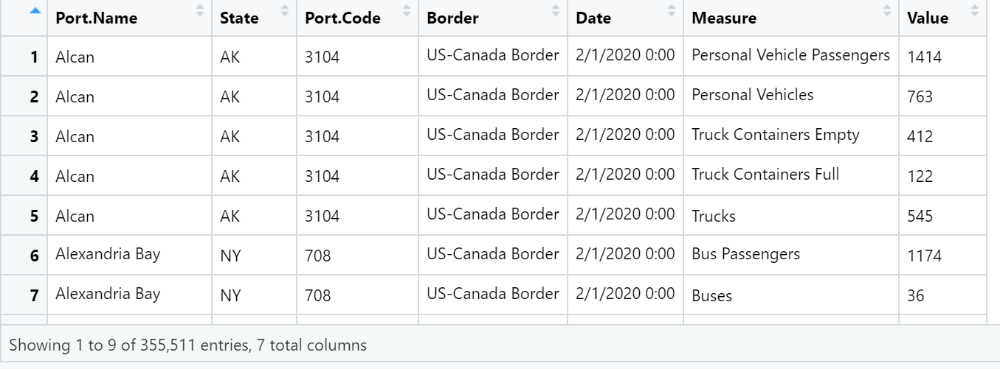 Port.Name State Port.Code Border Date Measure Value
1 Alcan AK 3104 US-Canada Border 2/1/2020 0:00 Personal Vehicle Passengers 1414
2 Alcan AK 3104 US-Canada Border 2/1/2020 0:00 Personal Vehicles 763
3 Alcan AK 3104 US-Canada Border 2/1/2020 0:00 Truck Containers Empty 412
4 Alcan AK 3104 US-Canada Border 2/1/2020 0:00 Truck Containers Full 122
5 Alcan AK 3104 US-Canada Border 2/1/2020 0:00 Trucks 545
6 Alexandria Bay NY 708 US-Canada Border 2/1/2020 0:00 Bus Passengers 1174
7 Alexandria Bay NY 708 US-Canada Border 2/1/2020 0:00 Buses 36
Showing 1 to 9 of 355,511 entries, 7 total columns